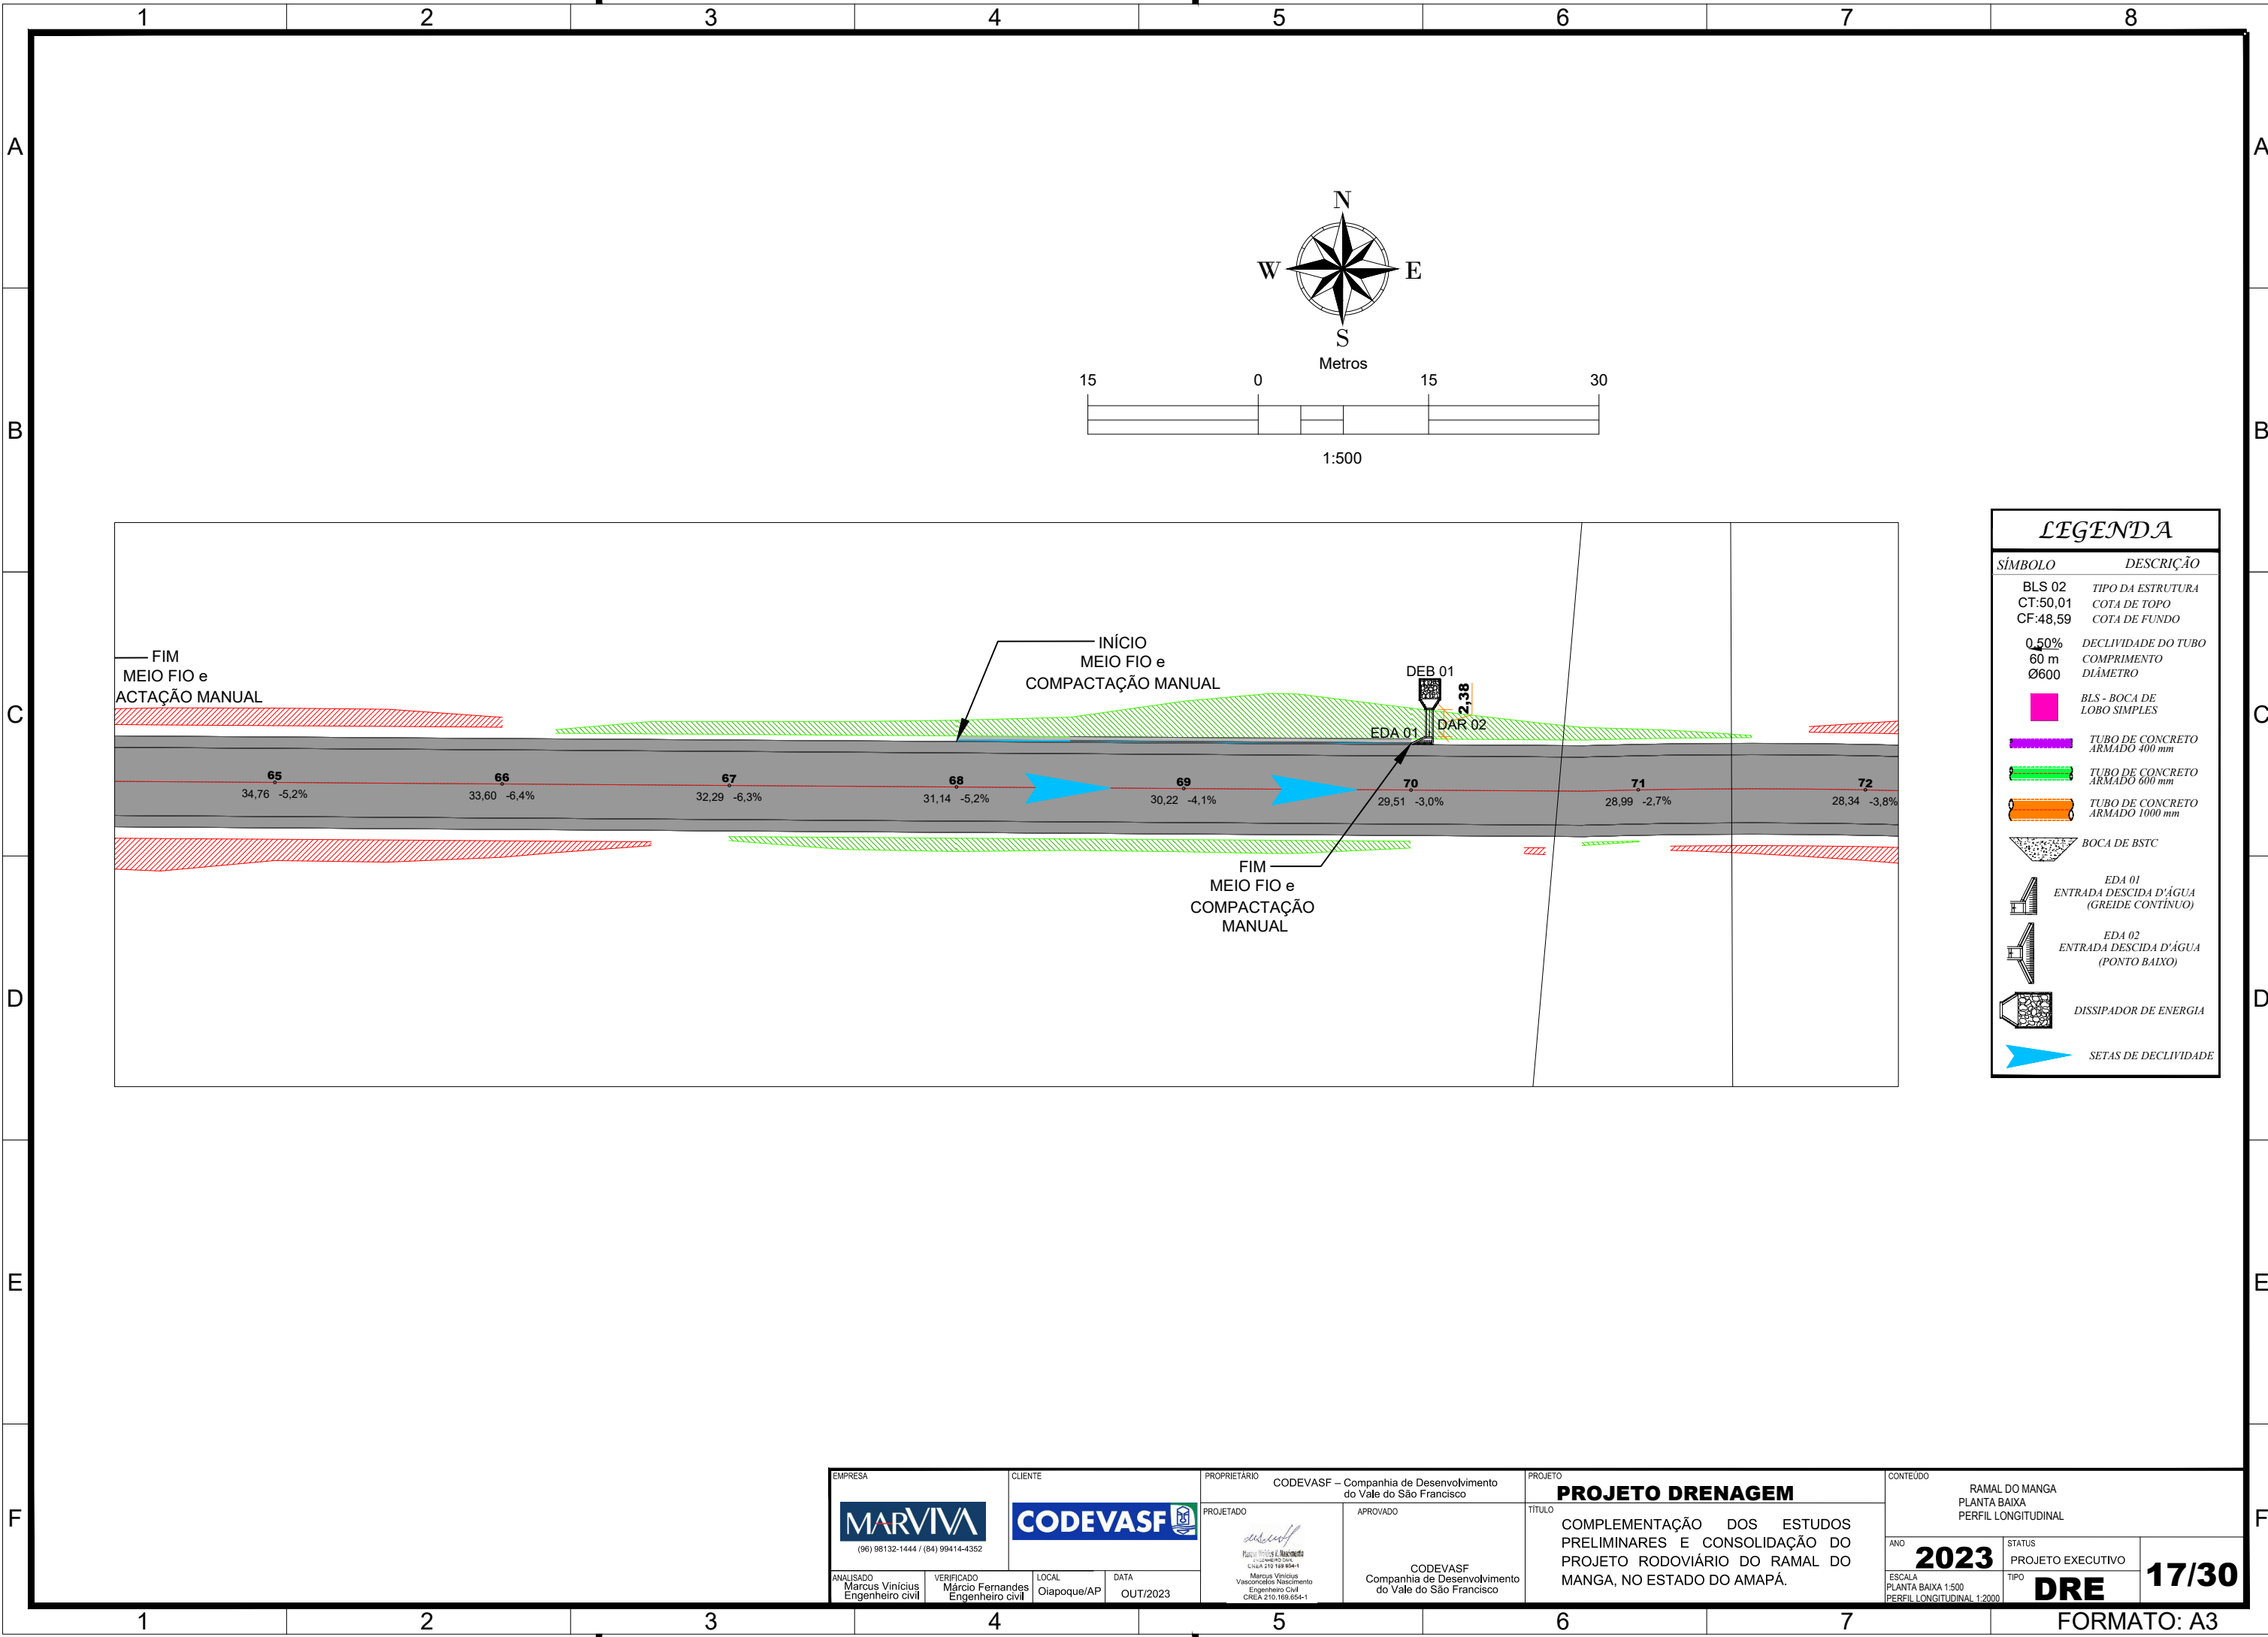 1 2 3 4 5 6 7 8
A A
B B
C C
D D
E E
F F
N
W E
S
Metros
15 0 15 30
1:500
FIM
MEIO FIO e
ACTAÇÃO MANUAL
INÍCIO
MEIO FIO e
COMPACTAÇÃO MANUAL
DEB 01
2,38
DAR 02
EDA 01
65
34,76 -5,2%
66
33,60 -6,4%
67
32,29 -6,3%
68
31,14 -5,2%
69
30,22 -4,1%
70
29,51 -3,0%
71
28,99 -2,7%
72
28,34 -3,8%
FIM
MEIO FIO e
COMPACTAÇÃO
MANUAL
LEGENDA
SÍMBOLO DESCRIÇÃO
BLS 02 TIPO DA ESTRUTURA
CT:50,01 COTA DE TOPO
CF:48,59 COTA DE FUNDO
0,50% DECLIVIDADE DO TUBO
60 m COMPRIMENTO
Ø600 DIÂMETRO
BLS - BOCA DE
LOBO SIMPLES
TUBO DE CONCRETO
ARMADO 400 mm
TUBO DE CONCRETO
ARMADO 600 mm
TUBO DE CONCRETO
ARMADO 1000 mm
BOCA DE BSTC
EDA 01
ENTRADA DESCIDA D'ÁGUA
(GREIDE CONTÍNUO)
EDA 02
ENTRADA DESCIDA D'ÁGUA
(PONTO BAIXO)
DISSIPADOR DE ENERGIA
SETAS DE DECLIVIDADE
EMPRESA
MARVIVA
(96) 98132-1444 / (84) 99414-4352
CLIENTE
CODEVASF
PROPRIETÁRIO
CODEVASF – Companhia de Desenvolvimento
do Vale do São Francisco
PROJETADO
Marcus Vinícius
Vasconcelos Nascimento
Engenheiro Civil
CREA 210.169.654-1
APROVADO
CODEVASF
Companhia de Desenvolvimento
do Vale do São Francisco
ANALISADO
Marcus Vinícius
Engenheiro civil
VERIFICADO
Márcio Fernandes
Engenheiro civil
LOCAL
Oiapoque/AP
DATA
OUT/2023
PROJETO
PROJETO DRENAGEM
TÍTULO
COMPLEMENTAÇÃO DOS ESTUDOS
PRELIMINARES E CONSOLIDAÇÃO DO
PROJETO RODOVIÁRIO DO RAMAL DO
MANGA, NO ESTADO DO AMAPÁ.
CONTEÚDO
RAMAL DO MANGA
PLANTA BAIXA
PERFIL LONGITUDINAL
ANO
2023
STATUS
PROJETO EXECUTIVO
ESCALA
PLANTA BAIXA 1:500
PERFIL LONGITUDINAL 1:2000
TIPO
DRE
17/30
1 2 3 4 5 6 7
FORMATO: A3